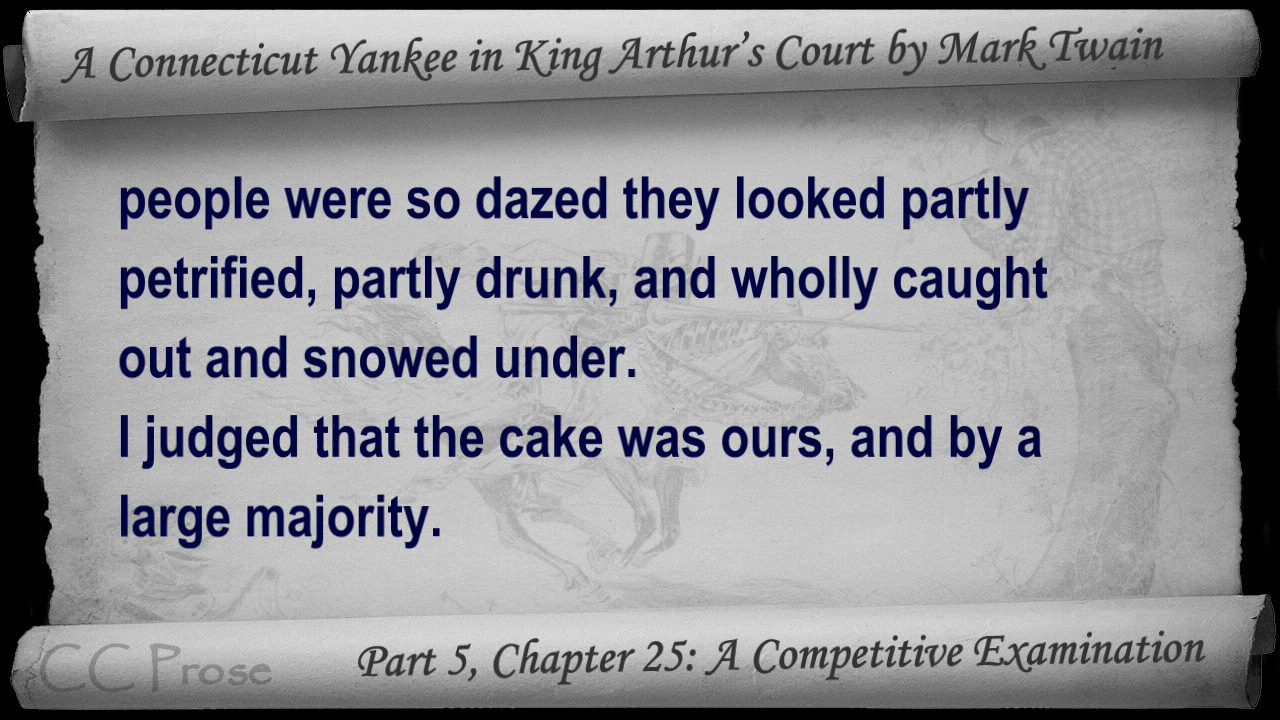 A Connecticut Yankee in King Arthur's Court by Mark Twain
people were so dazed they looked partly
petrified, partly drunk, and wholly caught
out and snowed under.
I judged that the cake was ours, and by a
large majority.
CC Prose
Part 5, Chapter 25: A Competitive Examination